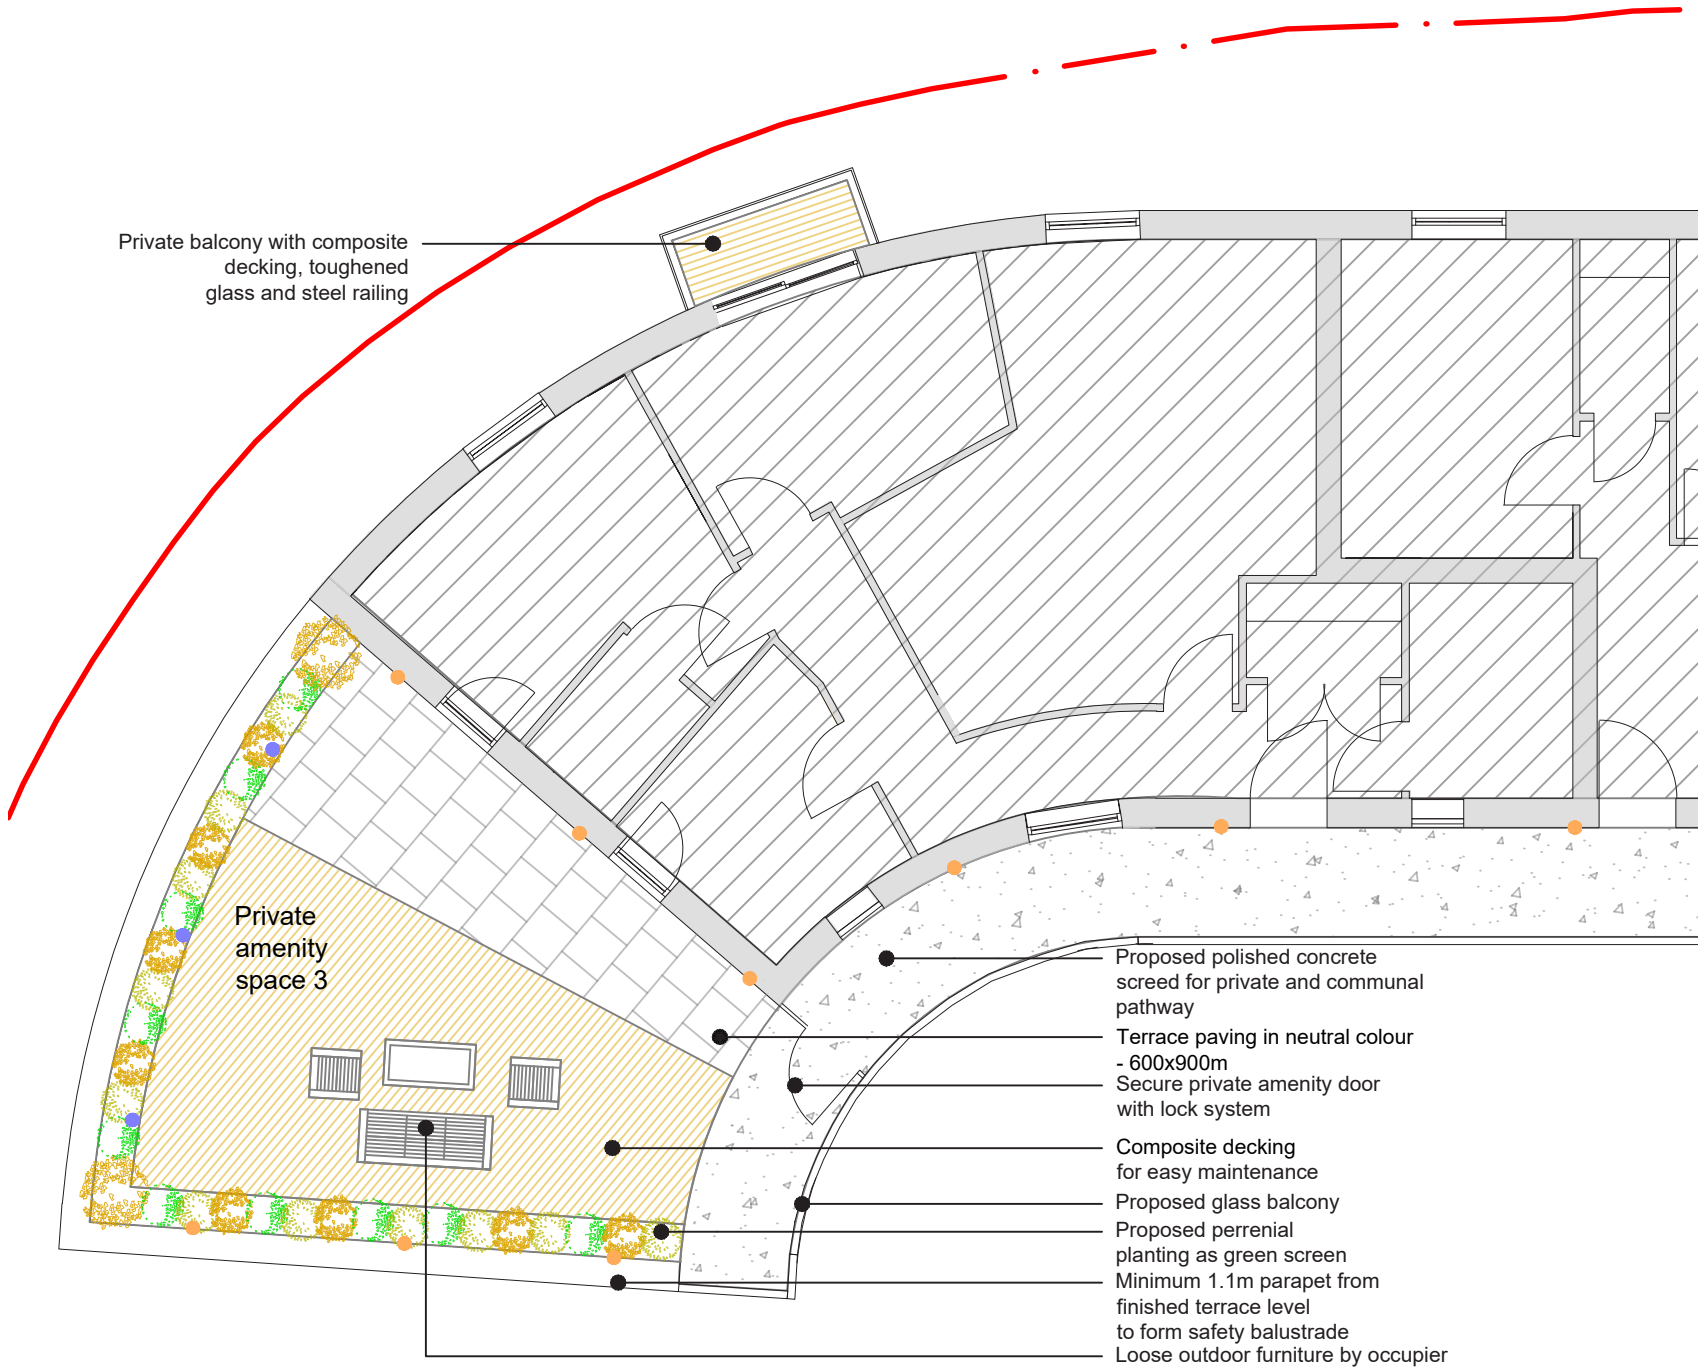 Private balcony with composite
decking, toughened
glass and steel railing
Private
amenity
space 3
Proposed polished concrete
screed for private and communal
pathway
Terrace paving in neutral colour
- 600x900m
Secure private amenity door
with lock system
Composite decking
for easy maintenance
Proposed glass balcony
Proposed perrenial
planting as green screen
Minimum 1.1m parapet from
finished terrace level
to form safety balustrade
Loose outdoor furniture by occupier